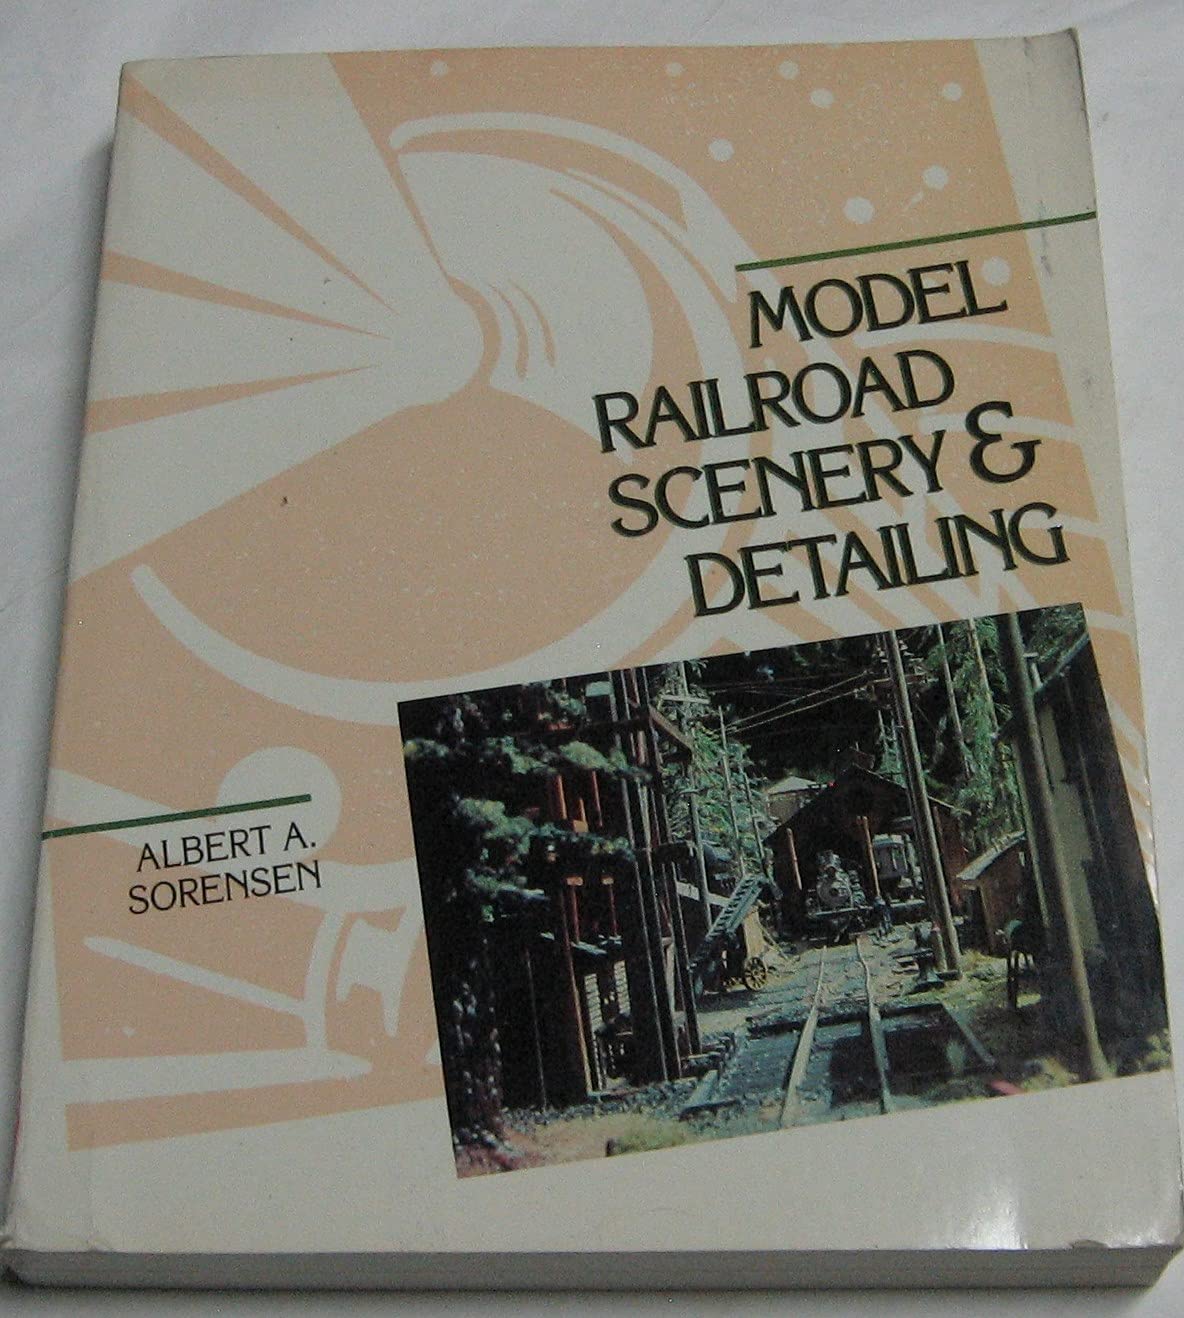 MODEL
RAILROAD
SCENERY &
DETAILING
ALBERT A.
SORENSEN